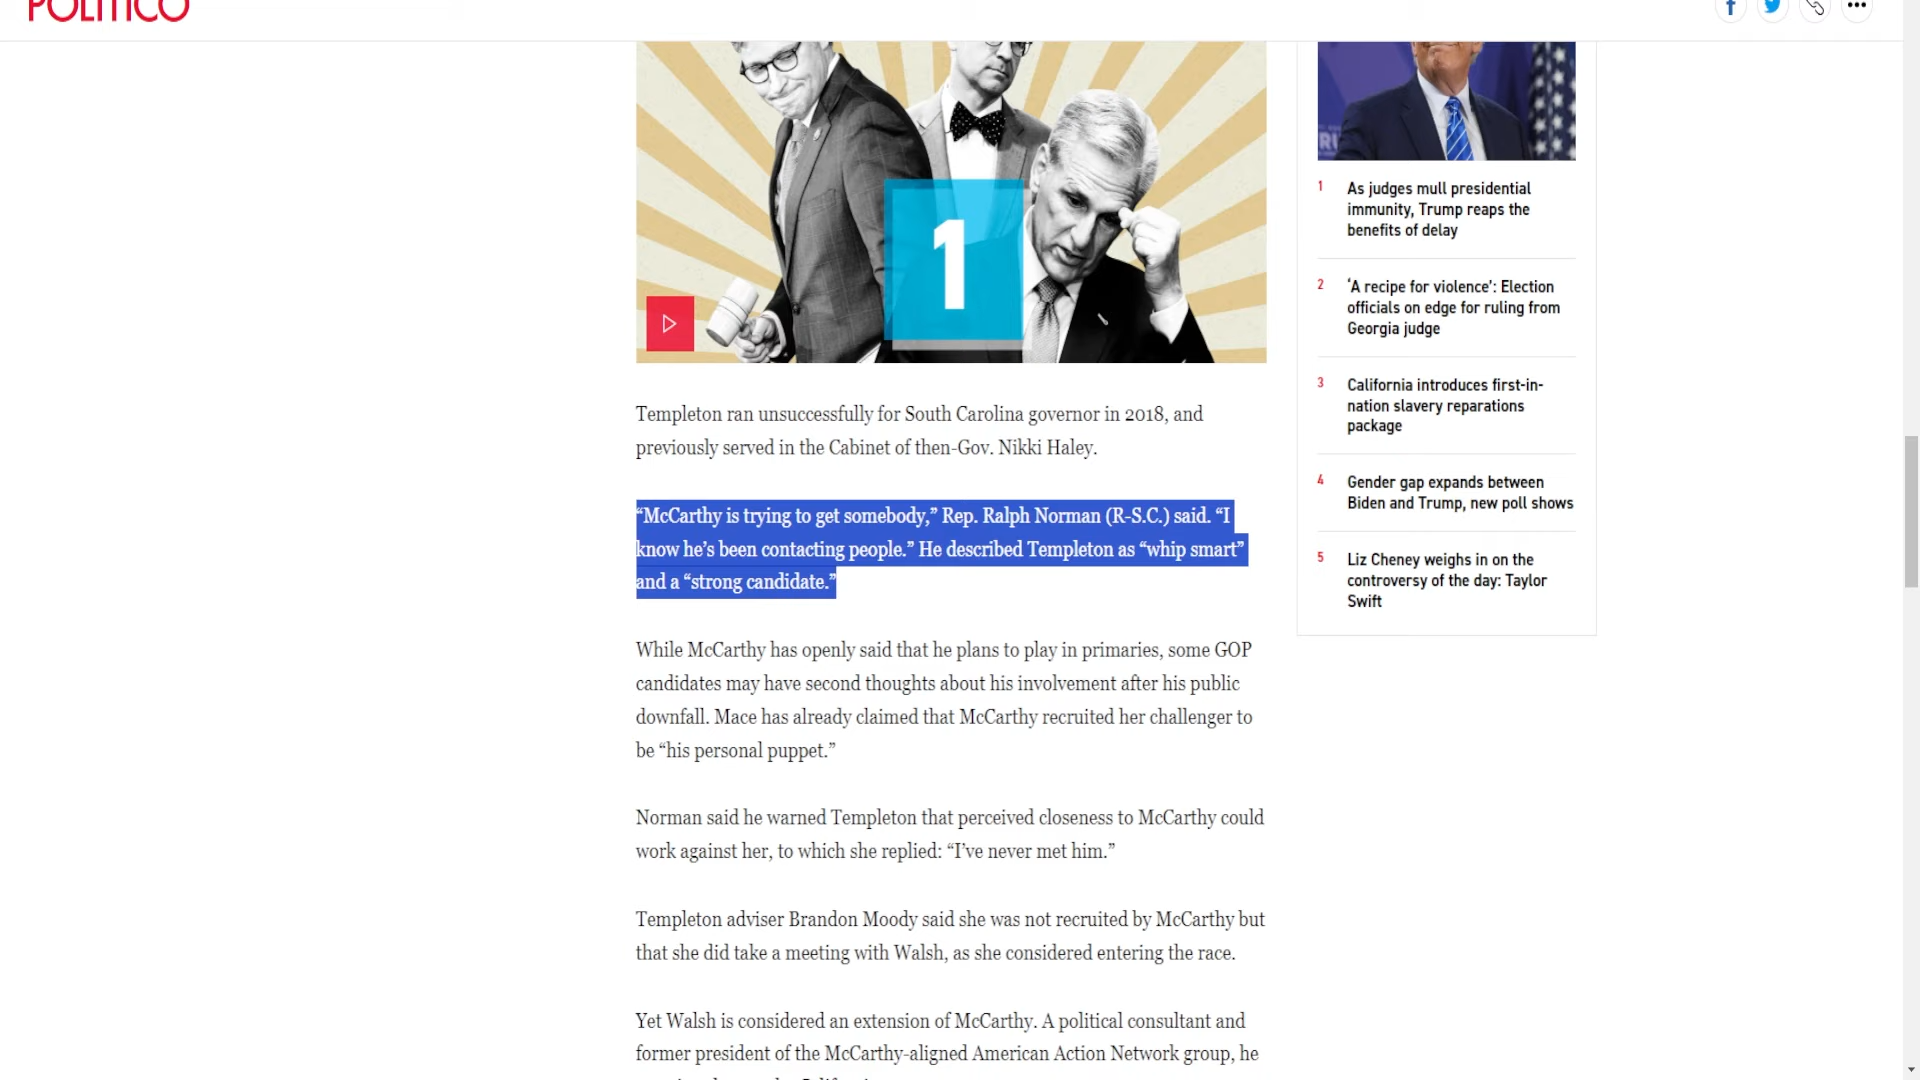 POLITICO
1
Templeton ran unsuccessfully for South Carolina governor in 2018, and
previously served in the Cabinet of then-Gov. Nikki Haley.
“McCarthy is trying to get somebody,” Rep. Ralph Norman (R-S.C.) said. “I
know he’s been contacting people.” He described Templeton as “whip smart”
and a “strong candidate.”
While McCarthy has openly said that he plans to play in primaries, some GOP
candidates may have second thoughts about his involvement after his public
downfall. Mace has already claimed that McCarthy recruited her challenger to
be “his personal puppet.”
Norman said he warned Templeton that perceived closeness to McCarthy could
work against her, to which she replied: “I’ve never met him.”
Templeton adviser Brandon Moody said she was not recruited by McCarthy but
that she did take a meeting with Walsh, as she considered entering the race.
Yet Walsh is considered an extension of McCarthy. A political consultant and
former president of the McCarthy-aligned American Action Network group, he
1
As judges mull presidential
immunity, Trump reaps the
benefits of delay
2
‘A recipe for violence’: Election
officials on edge for ruling from
Georgia judge
3
California introduces first-in-
nation slavery reparations
package
4
Gender gap expands between
Biden and Trump, new poll shows
5
Liz Cheney weighs in on the
controversy of the day: Taylor
Swift